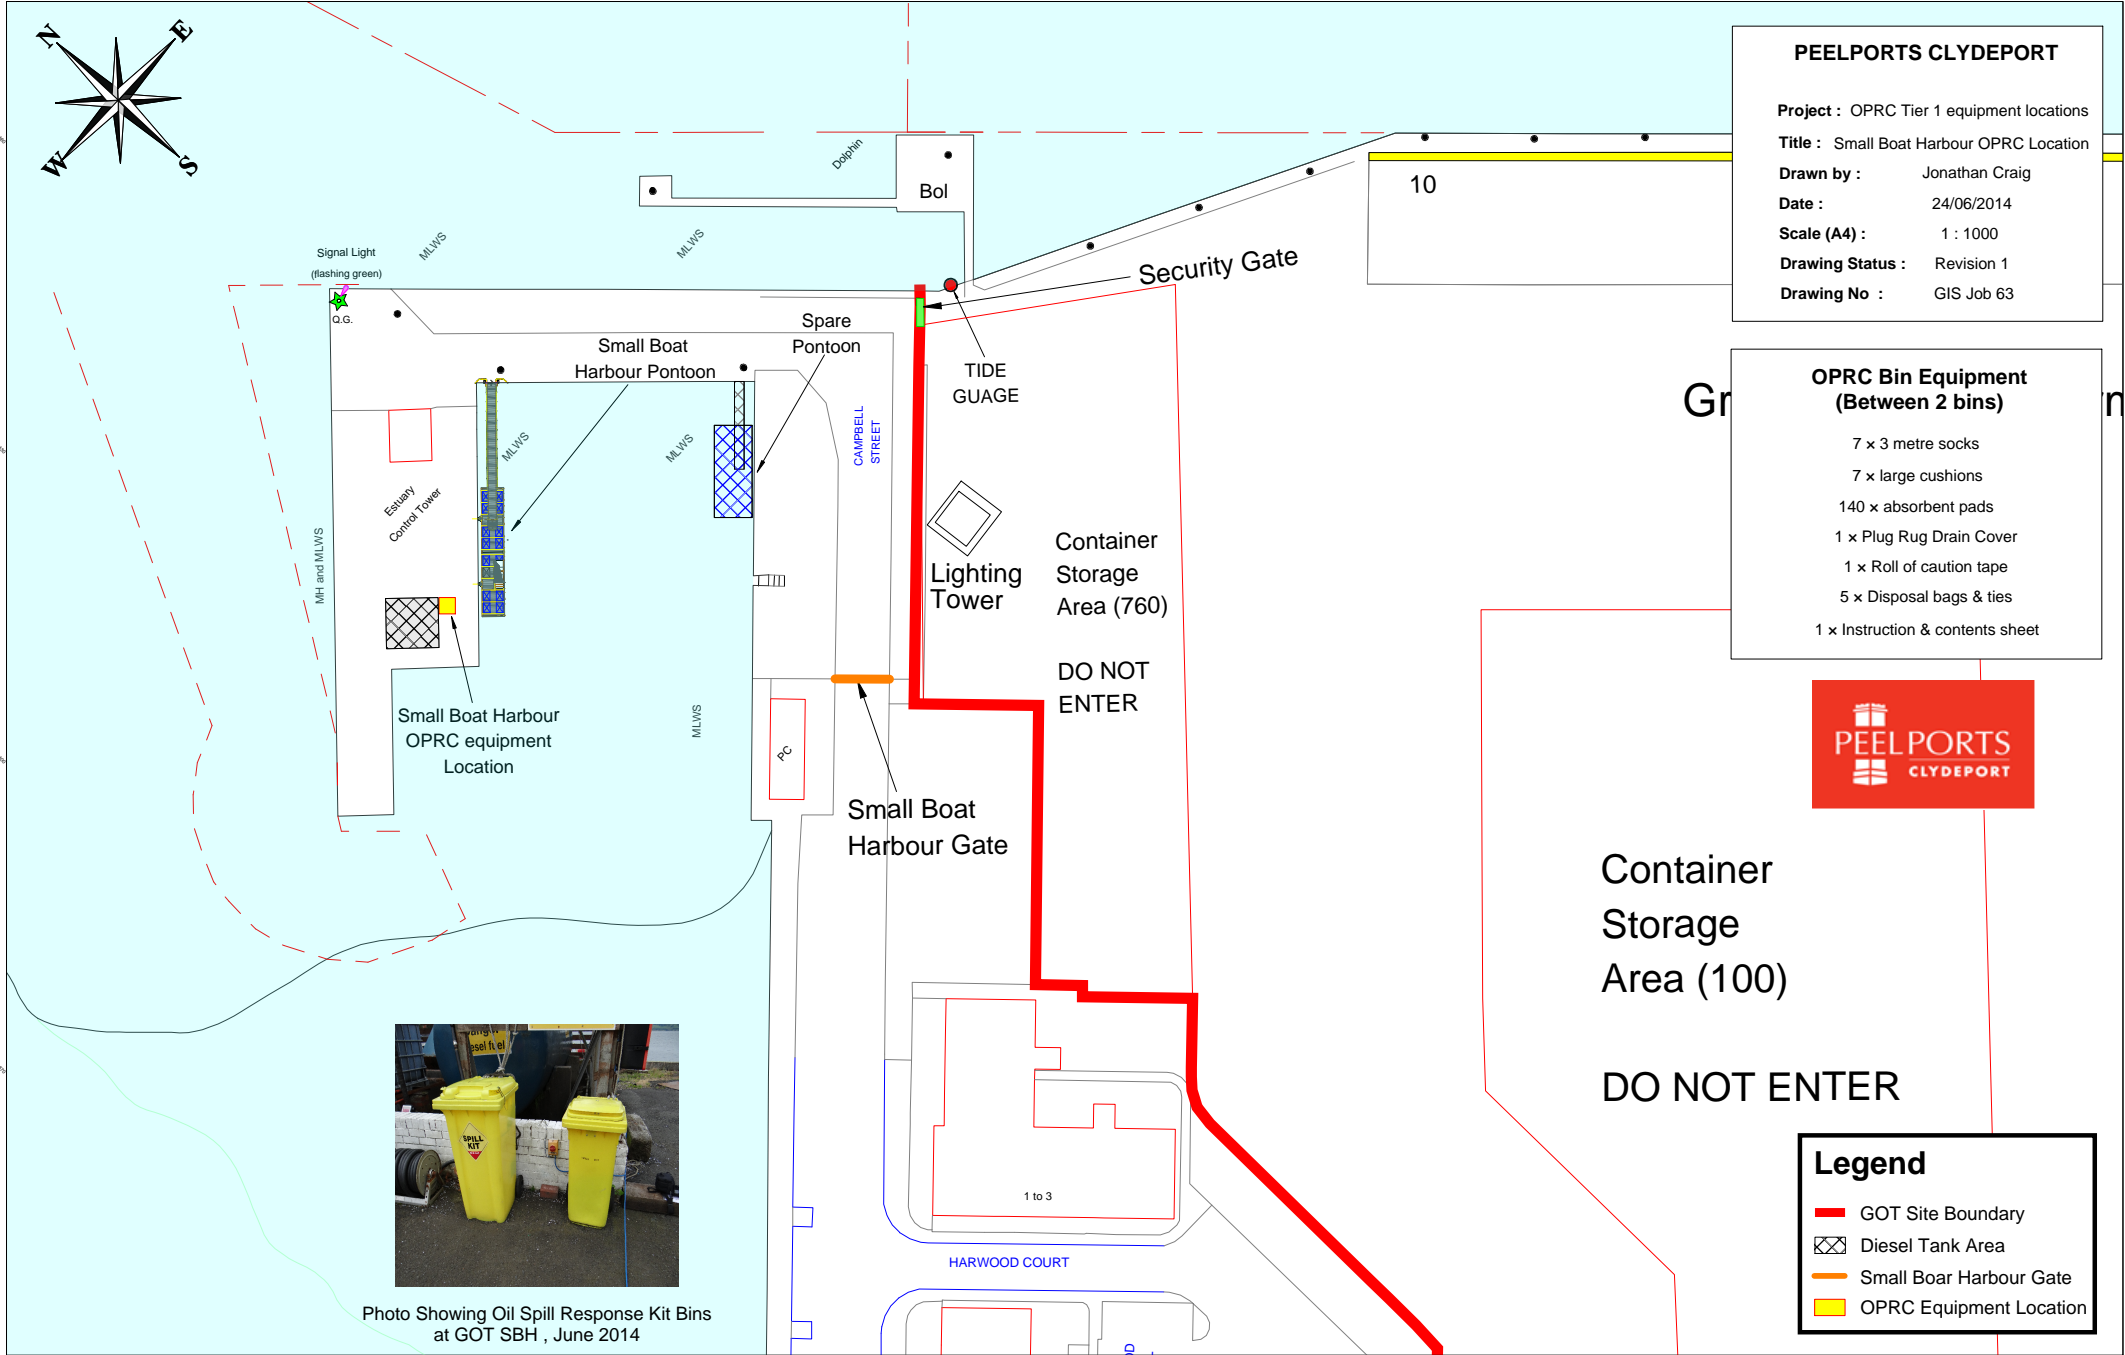 N
E
W
S
PEELPORTS CLYDEPORT
Project : OPRC Tier 1 equipment locations
Title : Small Boat Harbour OPRC Location
Drawn by : Jonathan Craig
Date : 24/06/2014
Scale (A4) : 1 : 1000
Drawing Status : Revision 1
Drawing No : GIS Job 63
OPRC Bin Equipment
(Between 2 bins)
7 × 3 metre socks
7 × large cushions
140 × absorbent pads
1 × Plug Rug Drain Cover
1 × Roll of caution tape
5 × Disposal bags & ties
1 × Instruction & contents sheet
PEEL PORTS
CLYDEPORT
Dolphin
Bol
10
Signal Light
(flashing green)
Q.G.
MLWS
MLWS
Security Gate
TIDE
GUAGE
Spare
Pontoon
Small Boat
Harbour Pontoon
MLWS
MLWS
CAMPBELL
STREET
Estuary
Control Tower
MH and MLWS
Lighting
Tower
Container
Storage
Area (760)
DO NOT
ENTER
Small Boat Harbour
OPRC equipment
Location
MLWS
PC
Small Boat
Harbour Gate
Container
Storage
Area (100)
DO NOT ENTER
1 to 3
HARWOOD COURT
SPILL
KIT
Photo Showing Oil Spill Response Kit Bins
at GOT SBH , June 2014
Legend
GOT Site Boundary
Diesel Tank Area
Small Boar Harbour Gate
OPRC Equipment Location